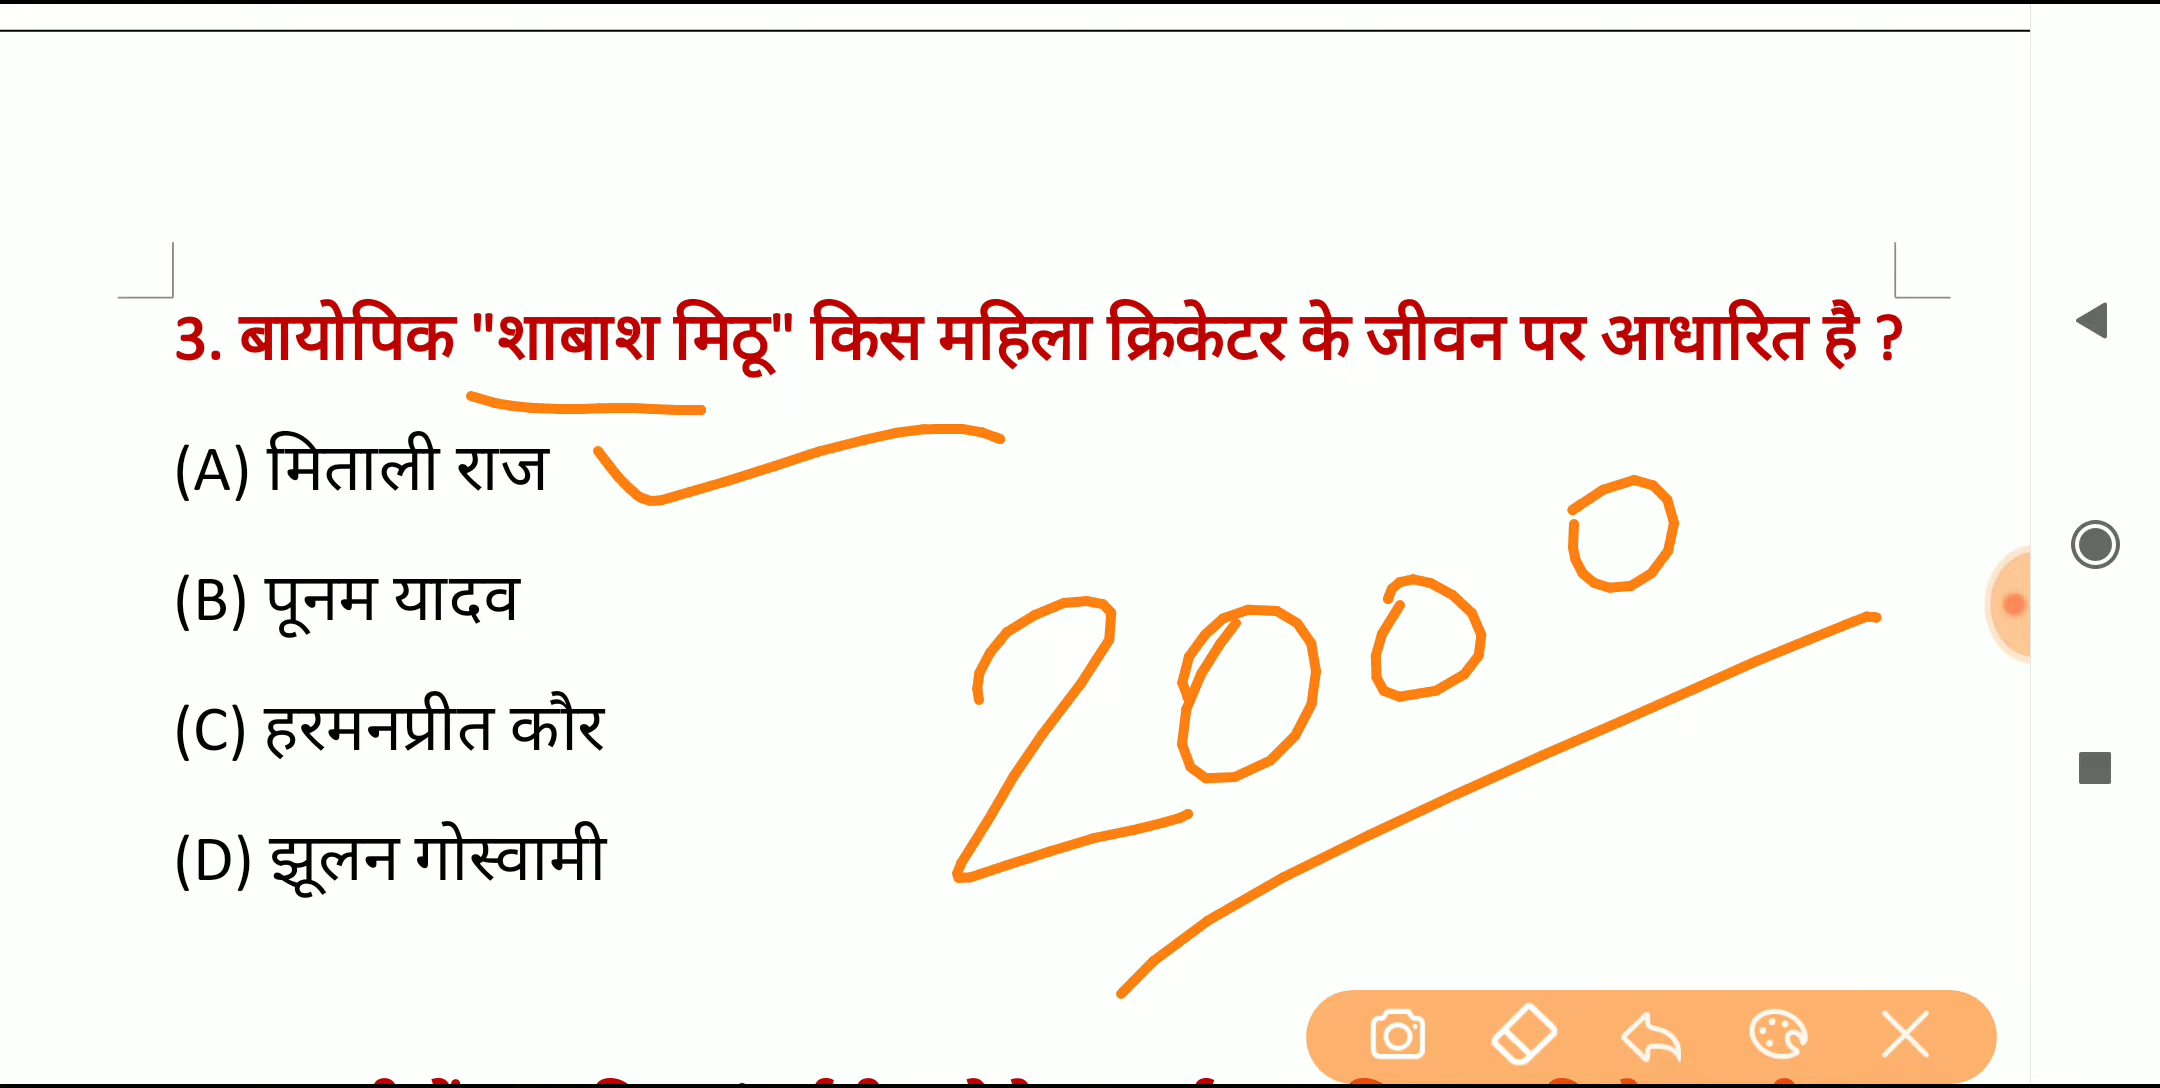 3. बायोपिक "शाबाश मिठू" किस महिला क्रिकेटर के जीवन पर आधारित है ?
(A) मिताली राज
(B) पूनम यादव
(C) हरमनप्रीत कौर
(D) झूलन गोस्वामी
2000